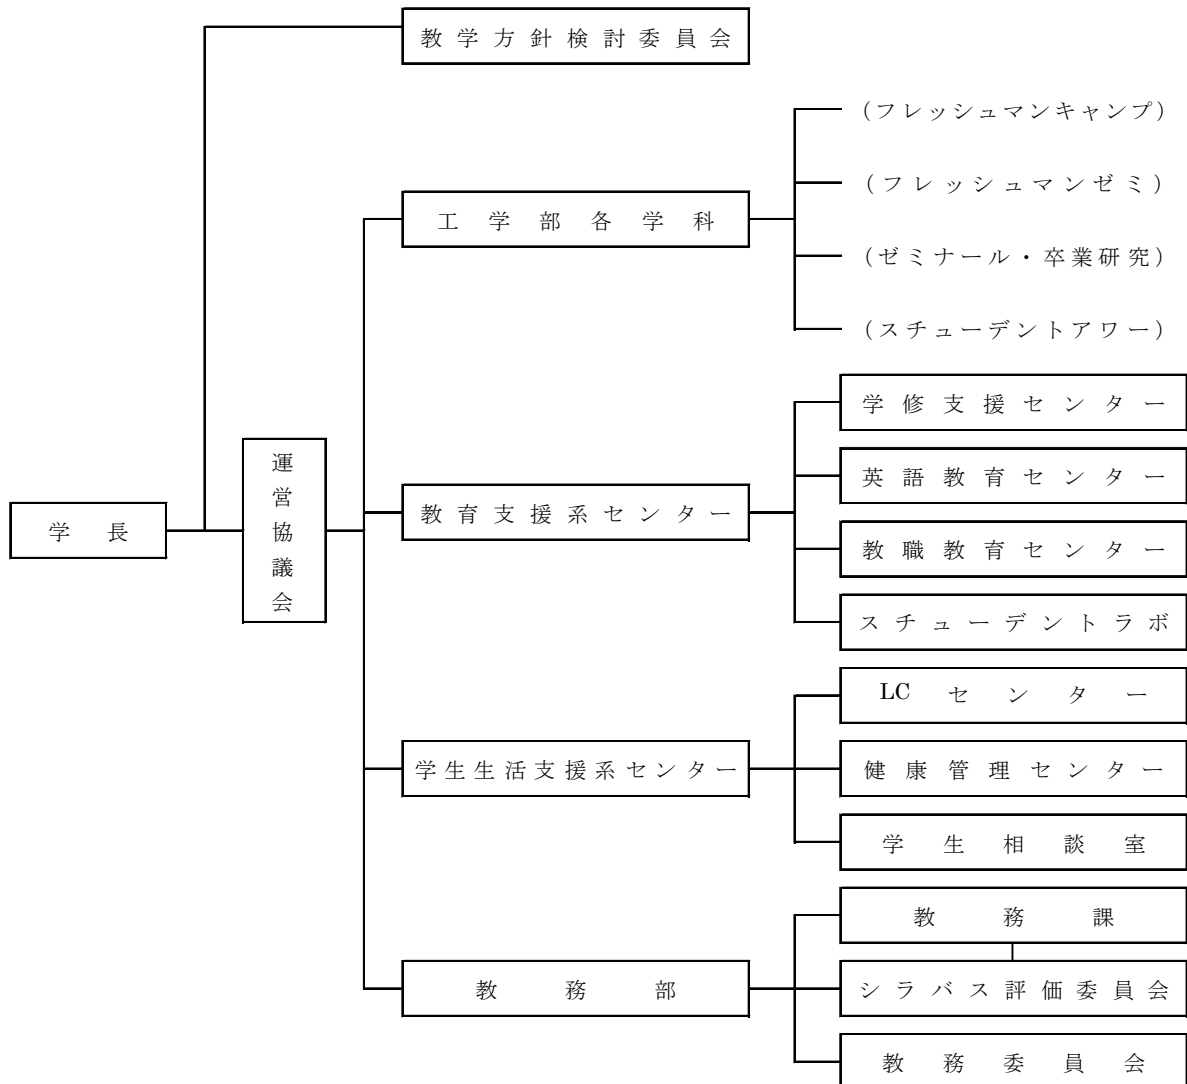 教学方針検討委員会
(フレッシュマンキャンプ)
(フレッシュマンゼミ)
工学部各学科
(ゼミナール・卒業研究)
(スチューデントアワー)
学修支援センター
英語教育センター
運営協議会
学長
教育支援系センター
教職教育センター
スチューデントラボ
LCセンター
学生生活支援系センター
健康管理センター
学生相談室
教務課
教務部
シラバス評価委員会
教務委員会